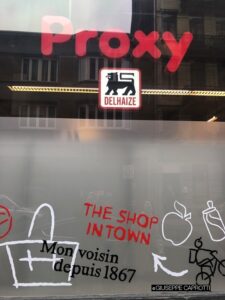 Proxy
DELHAIZE
THE SHOP
IN TOWN
Mon voisin
depuis 1867
©GIUSEPPE CAPROTTI